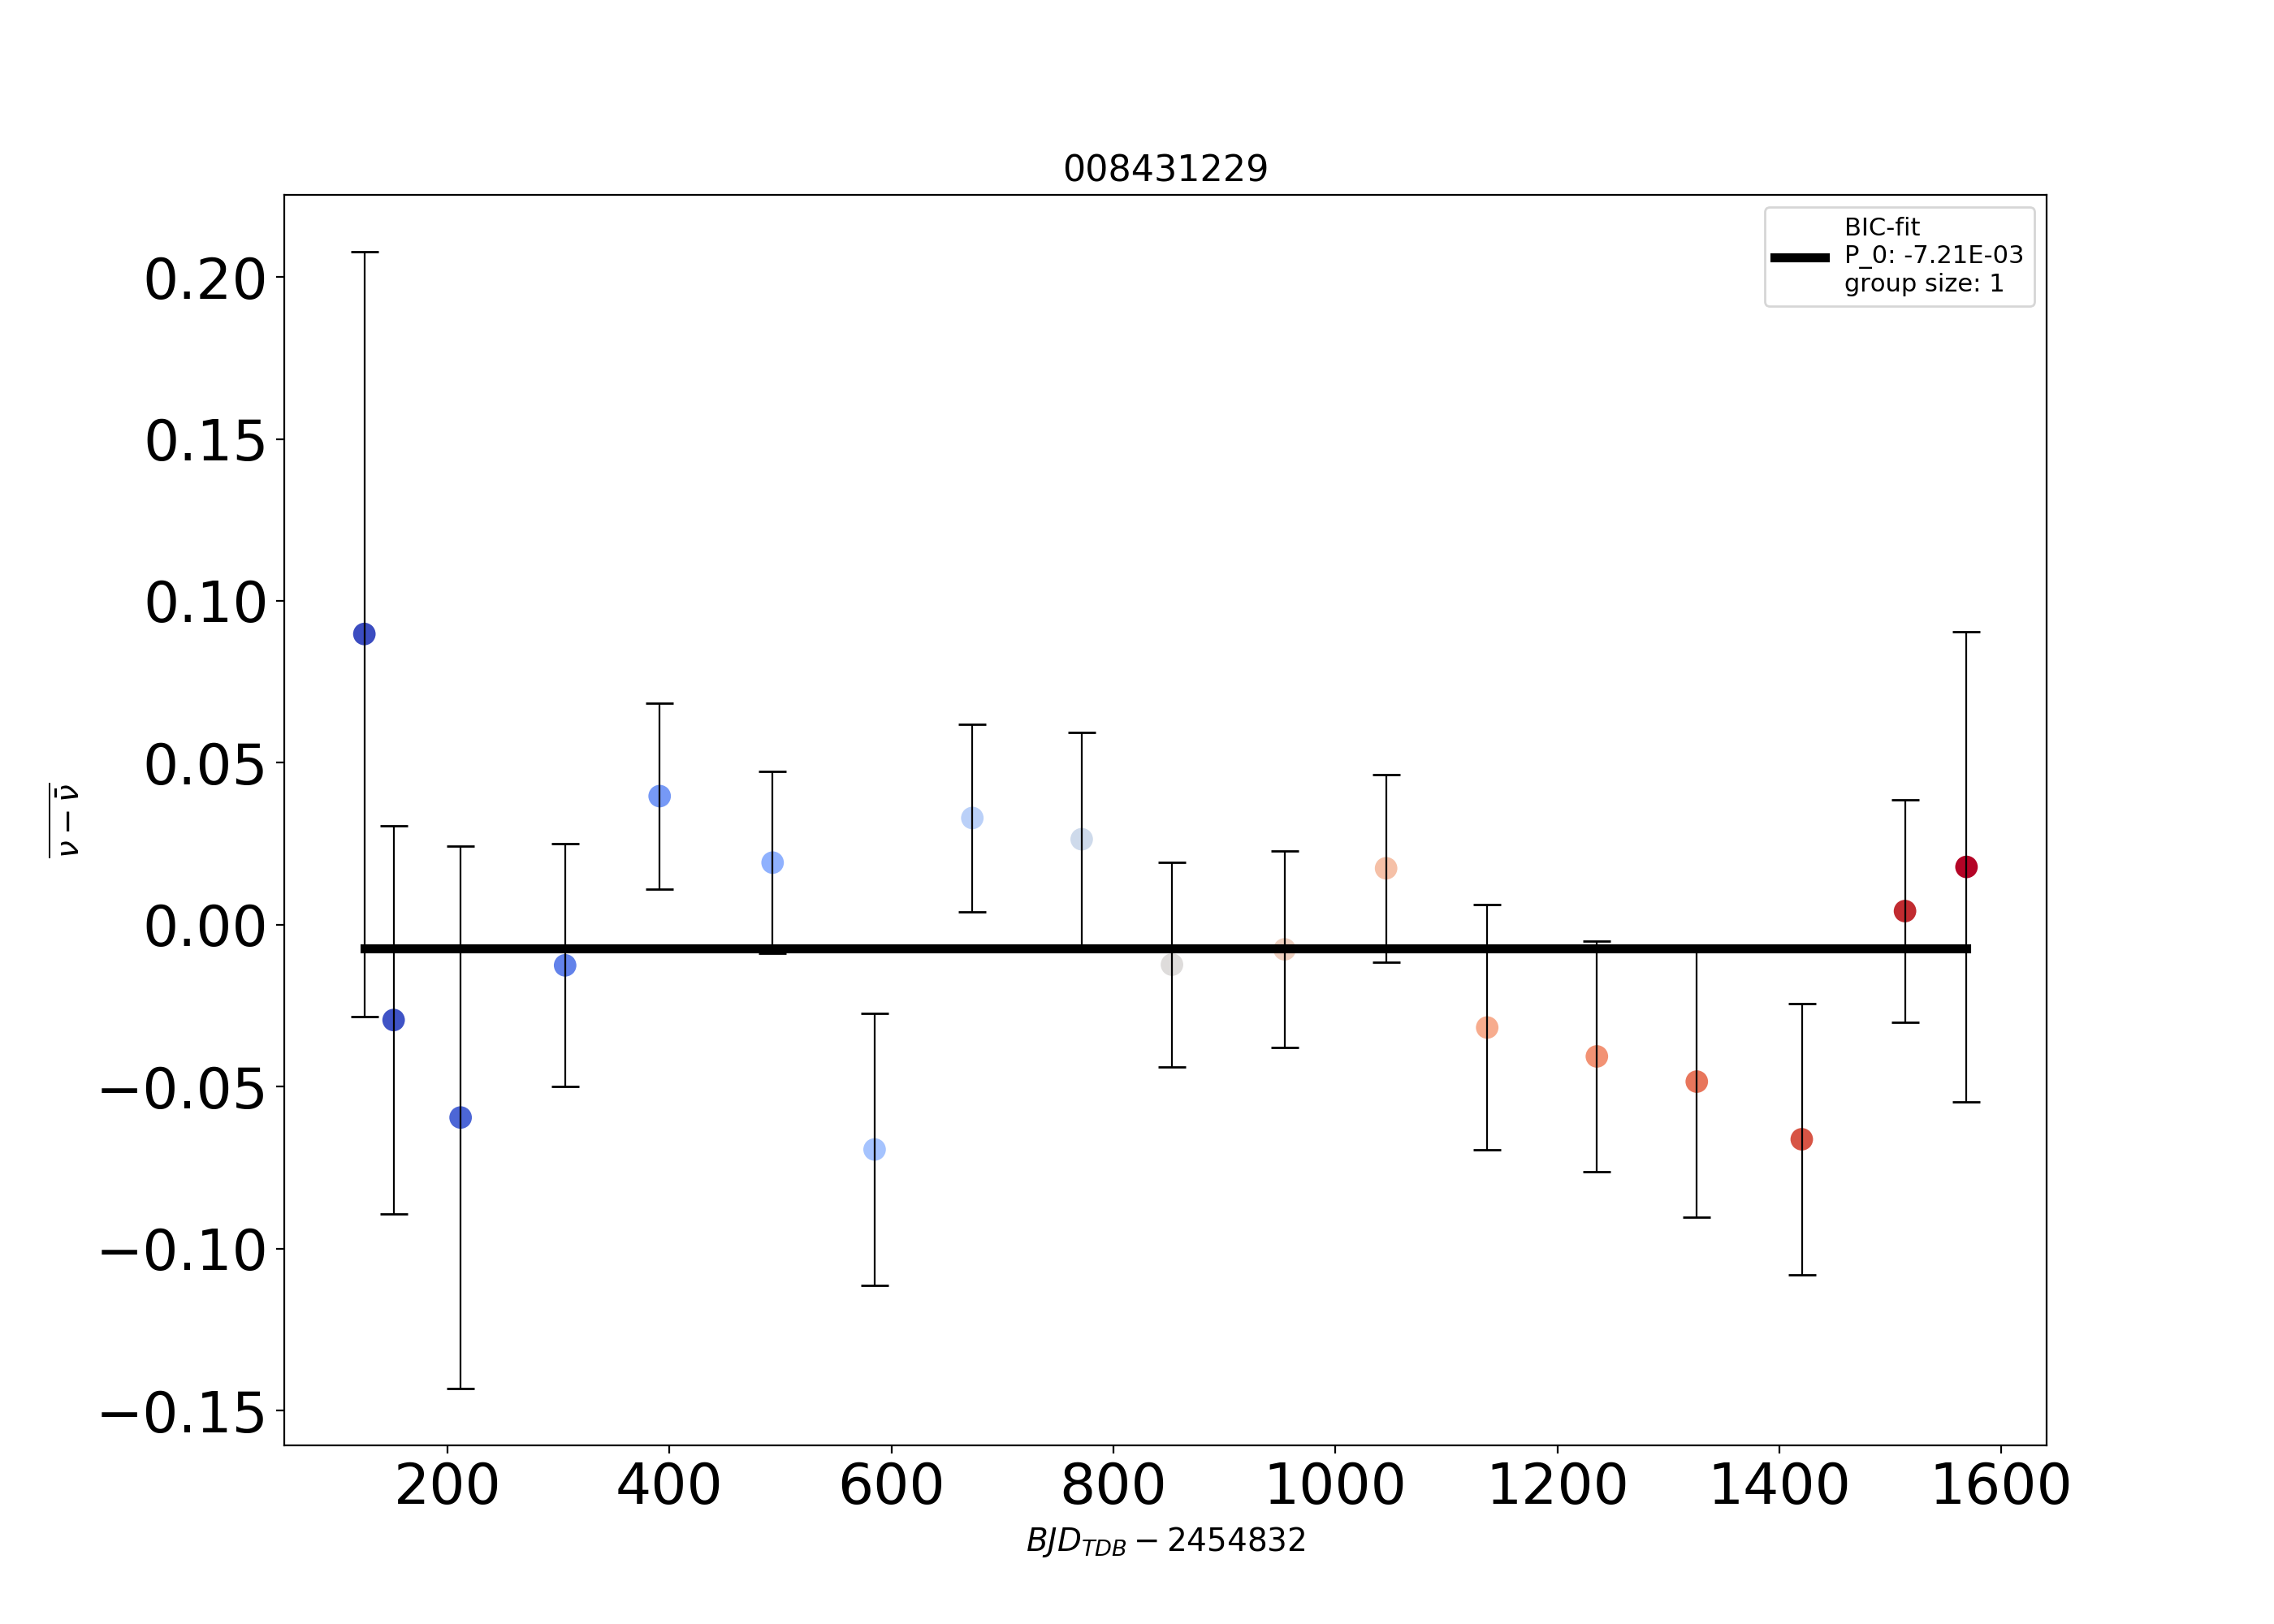 008431229
BIC-fit
P_0: -7.21E-03
group size: 1
0.20
0.15
0.10
0.05
0.00
−0.05
−0.10
−0.15
ν − ν̄
200 400 600 800 1000 1200 1400 1600
BJD_TDB − 2454832